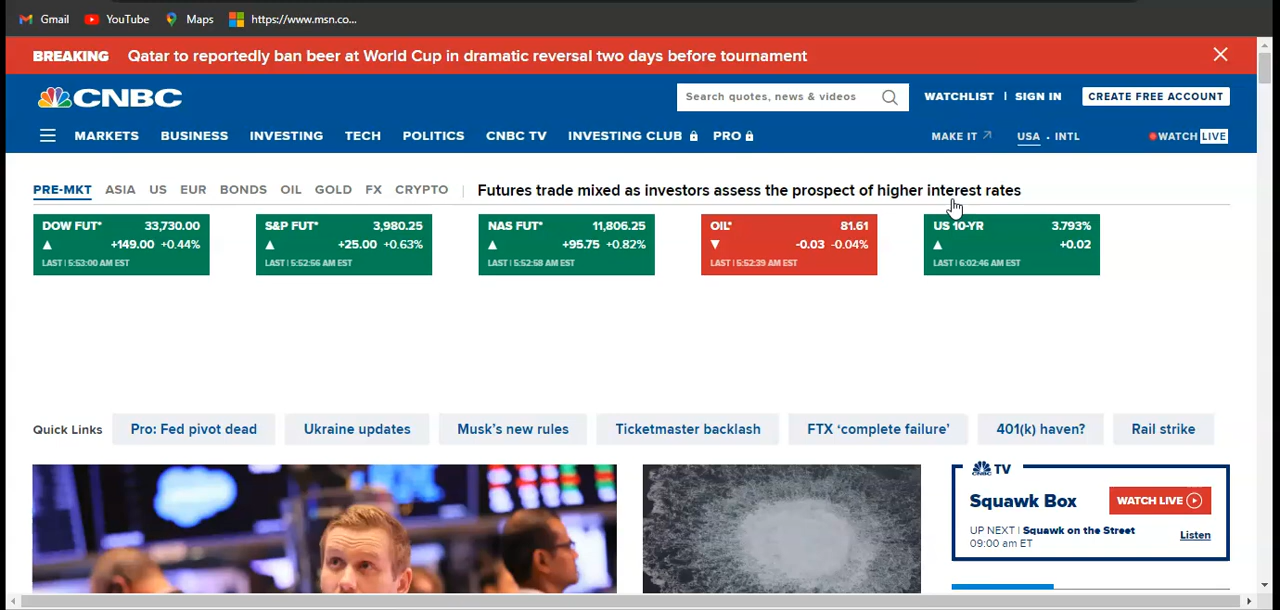 Gmail YouTube Maps https://www.msn.co...
BREAKING Qatar to reportedly ban beer at World Cup in dramatic reversal two days before tournament
CNBC Search quotes, news & videos WATCHLIST | SIGN IN CREATE FREE ACCOUNT
MARKETS BUSINESS INVESTING TECH POLITICS CNBC TV INVESTING CLUB PRO MAKE IT USA • INTL WATCH LIVE
PRE-MKT ASIA US EUR BONDS OIL GOLD FX CRYPTO | Futures trade mixed as investors assess the prospect of higher interest rates
DOW FUT* 33,730.00
+149.00 +0.44%
LAST | 5:53:00 AM EST
S&P FUT* 3,980.25
+25.00 +0.63%
LAST | 5:52:56 AM EST
NAS FUT* 11,806.25
+95.75 +0.82%
LAST | 5:52:58 AM EST
OIL* 81.61
-0.03 -0.04%
LAST | 5:52:39 AM EST
US 10-YR 3.793%
+0.02
LAST | 6:02:46 AM EST
Quick Links Pro: Fed pivot dead Ukraine updates Musk's new rules Ticketmaster backlash FTX ‘complete failure’ 401(k) haven? Rail strike
TV
Squawk Box WATCH LIVE
UP NEXT | Squawk on the Street
09:00 am ET Listen